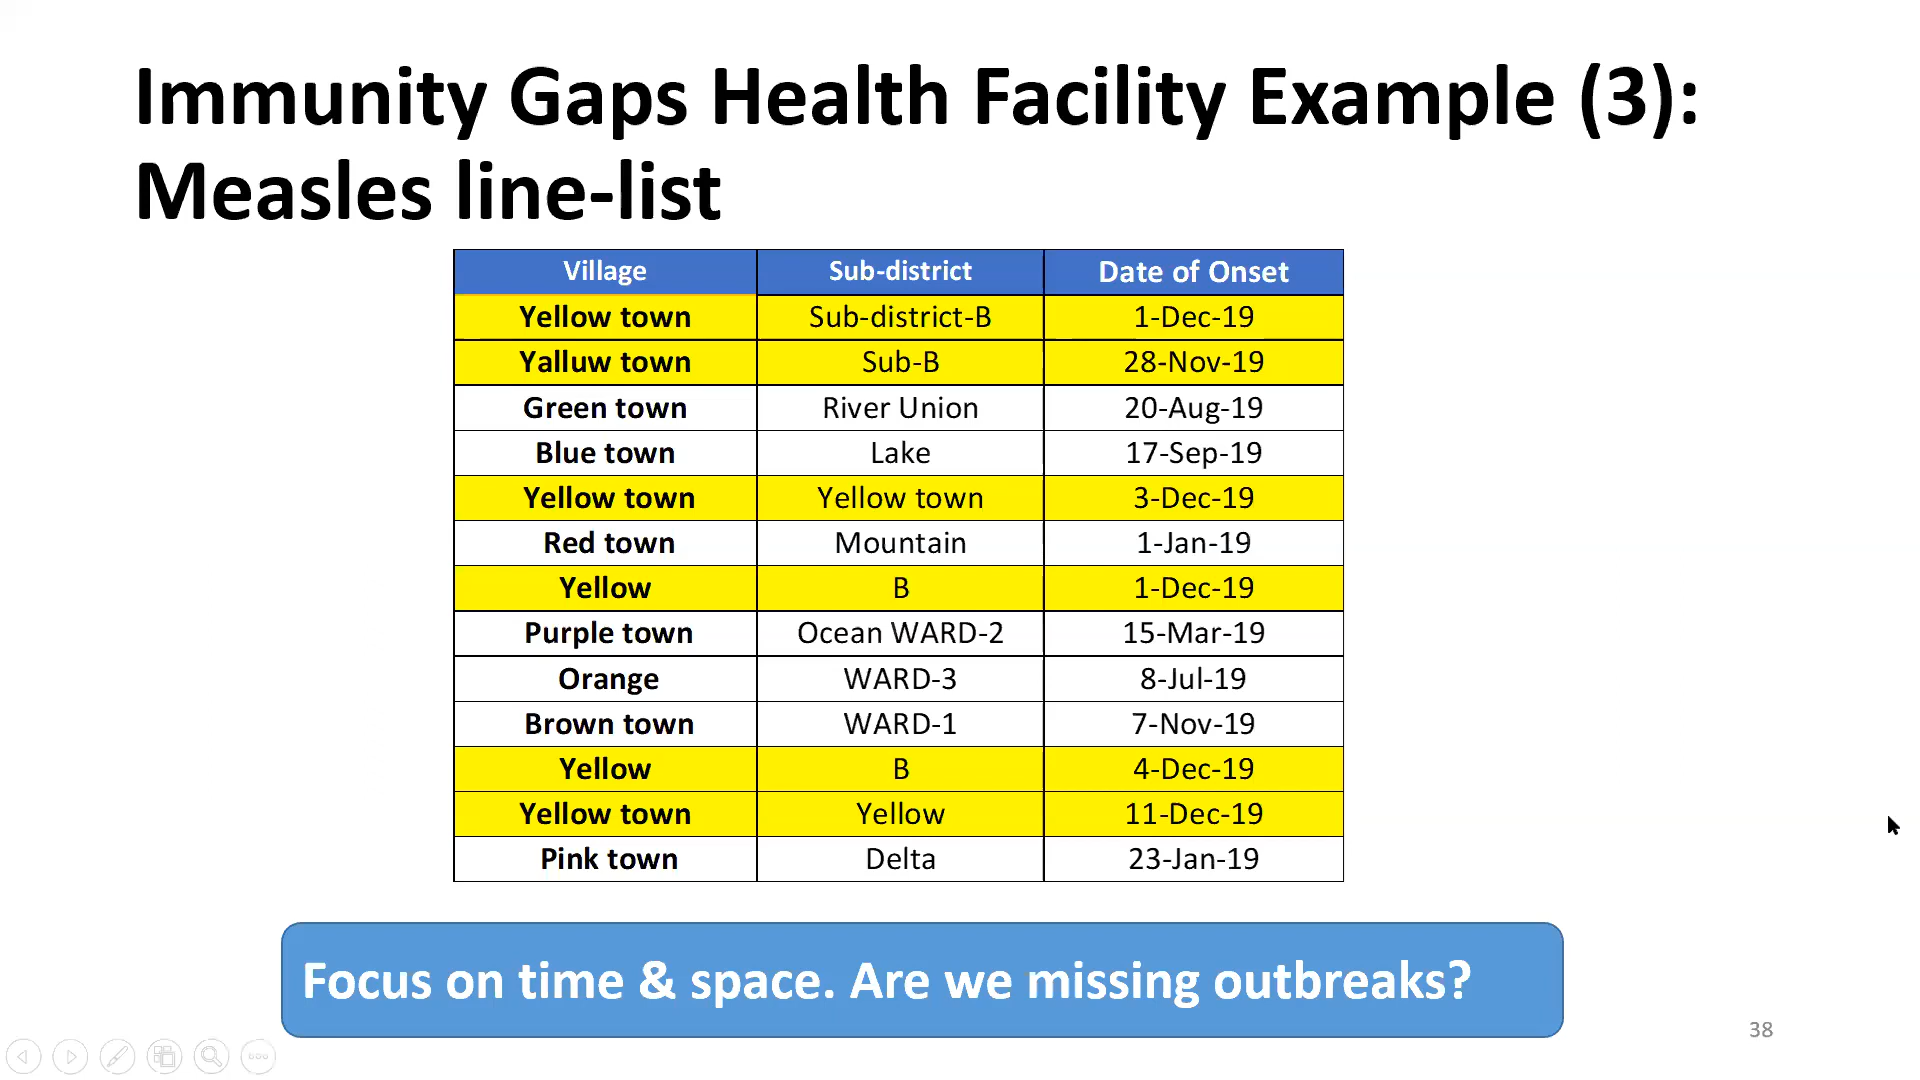 Immunity Gaps Health Facility Example (3):
Measles line-list
Village Sub-district Date of Onset
Yellow town Sub-district-B 1-Dec-19
Yalluw town Sub-B 28-Nov-19
Green town River Union 20-Aug-19
Blue town Lake 17-Sep-19
Yellow town Yellow town 3-Dec-19
Red town Mountain 1-Jan-19
Yellow B 1-Dec-19
Purple town Ocean WARD-2 15-Mar-19
Orange WARD-3 8-Jul-19
Brown town WARD-1 7-Nov-19
Yellow B 4-Dec-19
Yellow town Yellow 11-Dec-19
Pink town Delta 23-Jan-19
Focus on time & space. Are we missing outbreaks?
38